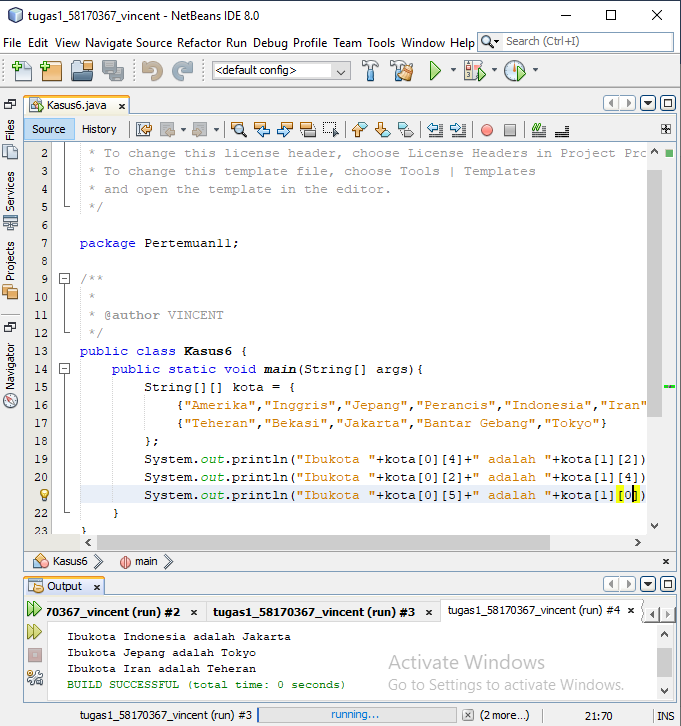 tugas1_58170367_vincent - NetBeans IDE 8.0
File Edit View Navigate Source Refactor Run Debug Profile Team Tools Window Help Search (Ctrl+I)
<default config>
Kasus6.java
Files
Services
Projects
Navigator
Source History
2 * To change this license header, choose License Headers in Project Pro
3 * To change this template file, choose Tools | Templates
4 * and open the template in the editor.
5 */
6
7 package Pertemuan11;
8
9 /**
10 *
11 * @author VINCENT
12 */
13 public class Kasus6 {
14 public static void main(String[] args){
15 String[][] kota = {
16 {"Amerika","Inggris","Jepang","Perancis","Indonesia","Iran"
17 {"Teheran","Bekasi","Jakarta","Bantar Gebang","Tokyo"}
18 };
19 System.out.println("Ibukota "+kota[0][4]+" adalah "+kota[1][2])
20 System.out.println("Ibukota "+kota[0][2]+" adalah "+kota[1][4])
System.out.println("Ibukota "+kota[0][5]+" adalah "+kota[1][0])
22 }
23 }
Kasus6 main
Output
70367_vincent (run) #2 tugas1_58170367_vincent (run) #3 tugas1_58170367_vincent (run) #4
Ibukota Indonesia adalah Jakarta
Ibukota Jepang adalah Tokyo
Ibukota Iran adalah Teheran
BUILD SUCCESSFUL (total time: 0 seconds)
Activate Windows
Go to Settings to activate Windows.
tugas1_58170367_vincent (run) #3 running... (2 more...) 21:70 INS